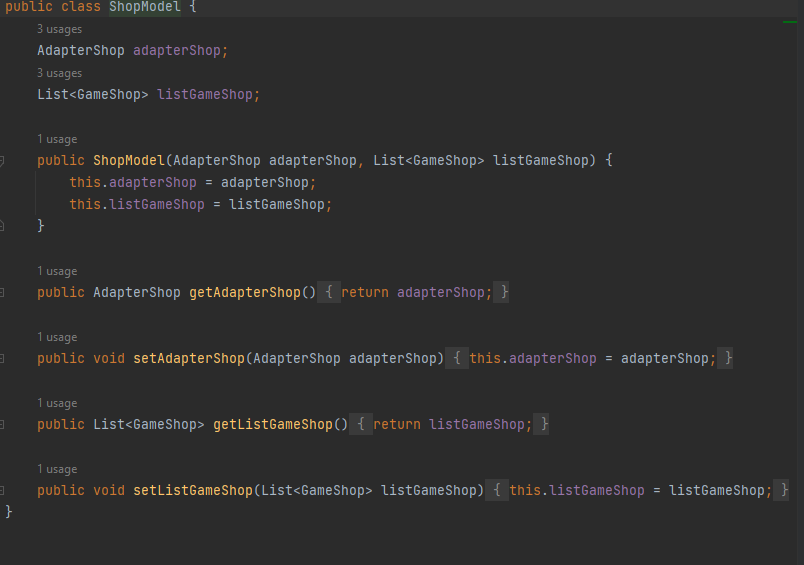 public class ShopModel {
3 usages
AdapterShop adapterShop;
3 usages
List<GameShop> listGameShop;
1 usage
public ShopModel(AdapterShop adapterShop, List<GameShop> listGameShop) {
this.adapterShop = adapterShop;
this.listGameShop = listGameShop;
}
1 usage
public AdapterShop getAdapterShop() { return adapterShop; }
1 usage
public void setAdapterShop(AdapterShop adapterShop) { this.adapterShop = adapterShop; }
1 usage
public List<GameShop> getListGameShop() { return listGameShop; }
1 usage
public void setListGameShop(List<GameShop> listGameShop) { this.listGameShop = listGameShop; }
}